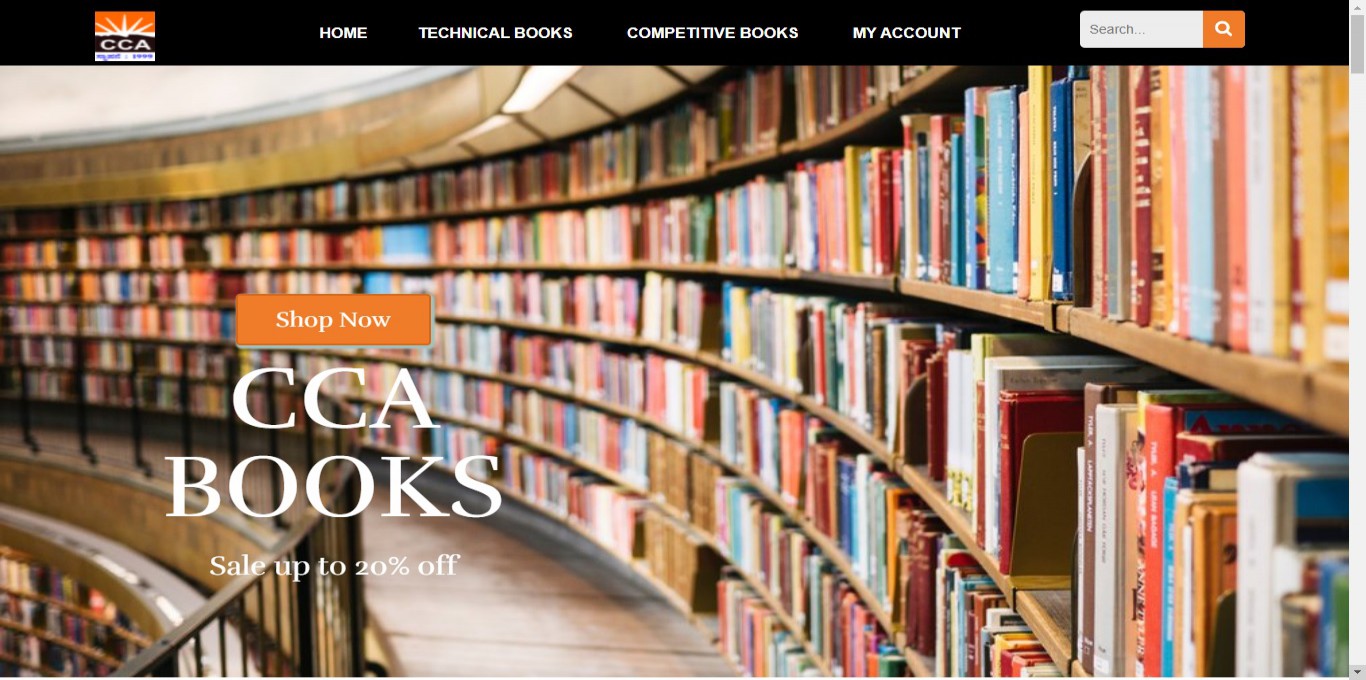 CCA
HOME
TECHNICAL BOOKS
COMPETITIVE BOOKS
MY ACCOUNT
Search...
Shop Now
CCA
BOOKS
Sale up to 20% off